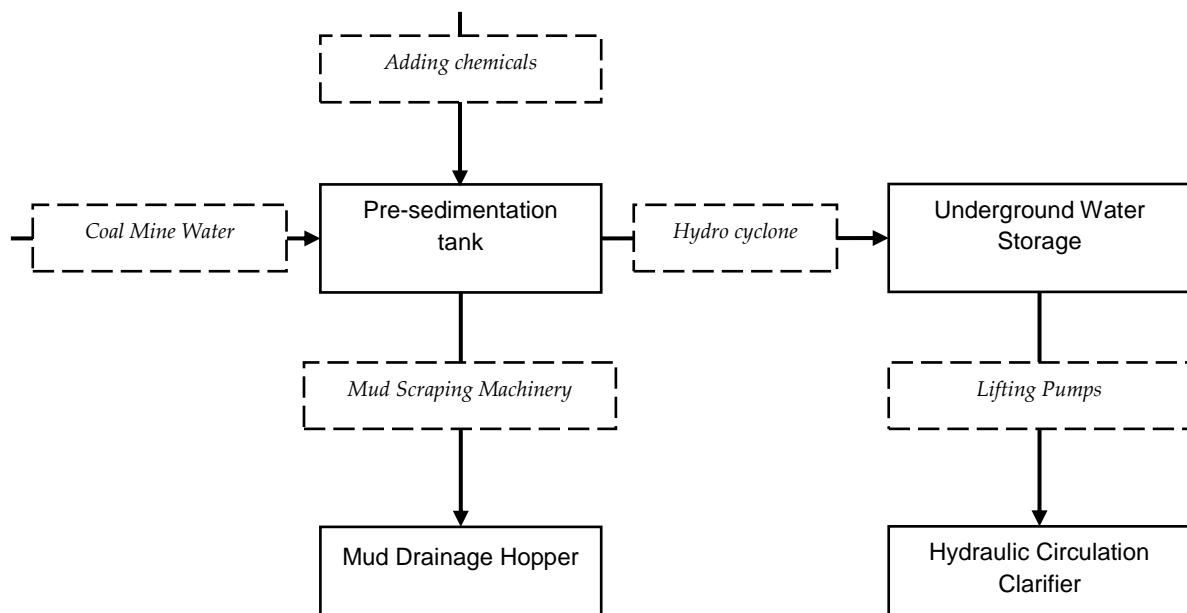 Adding chemicals
Coal Mine Water
Pre-sedimentation
tank
Hydro cyclone
Underground Water
Storage
Mud Scraping Machinery
Lifting Pumps
Mud Drainage Hopper
Hydraulic Circulation
Clarifier